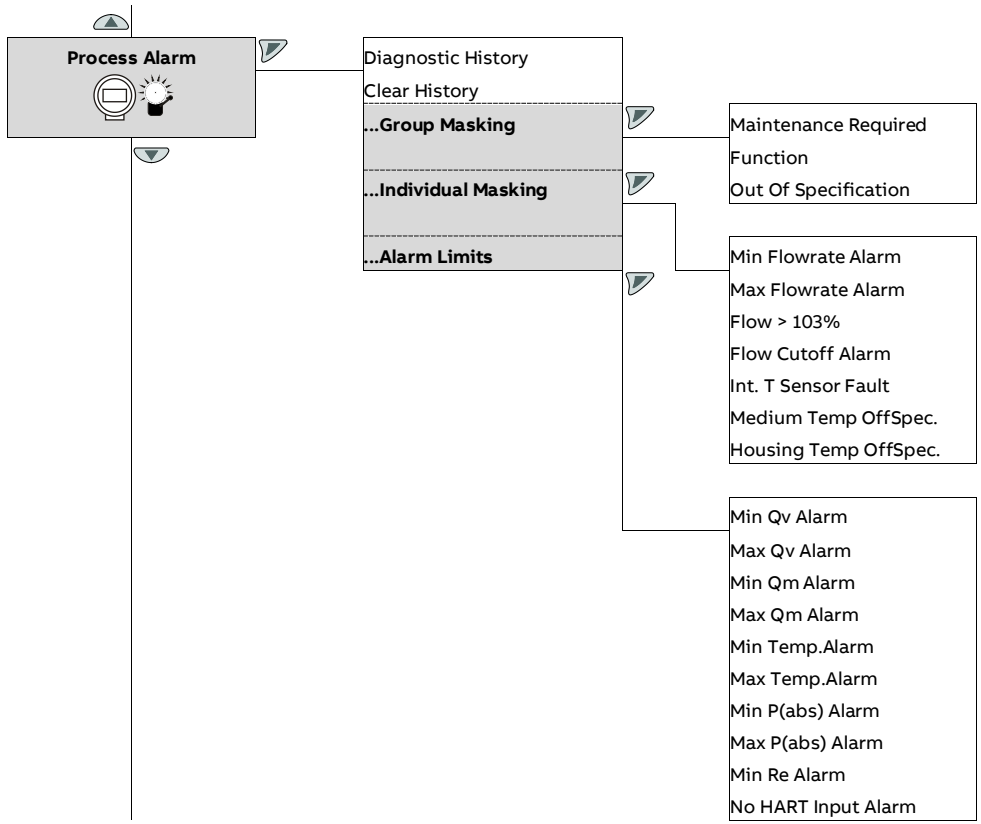 Process Alarm
Diagnostic History
Clear History
...Group Masking
...Individual Masking
...Alarm Limits
Maintenance Required
Function
Out Of Specification
Min Flowrate Alarm
Max Flowrate Alarm
Flow > 103%
Flow Cutoff Alarm
Int. T Sensor Fault
Medium Temp OffSpec.
Housing Temp OffSpec.
Min Qv Alarm
Max Qv Alarm
Min Qm Alarm
Max Qm Alarm
Min Temp.Alarm
Max Temp.Alarm
Min P(abs) Alarm
Max P(abs) Alarm
Min Re Alarm
No HART Input Alarm